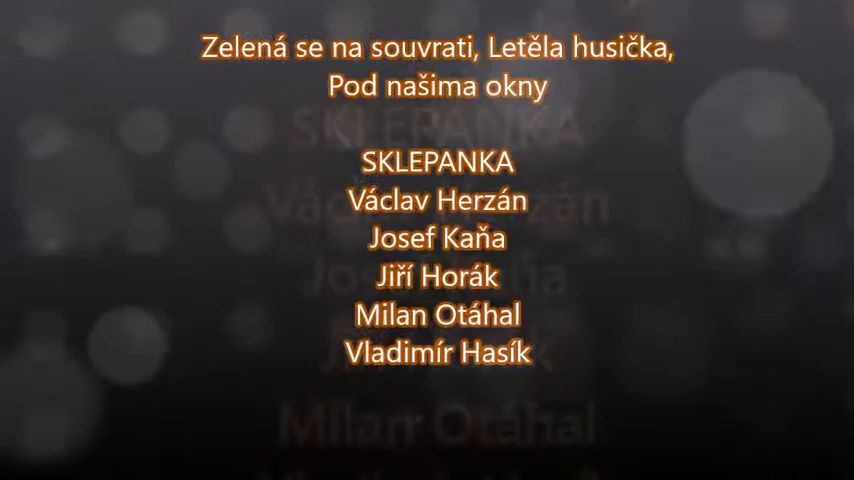 Zelená se na souvrati, Letěla husička,
Pod našima okny
SKLEPANKA
Václav Herzán
Josef Kaňa
Jiří Horák
Milan Otáhal
Vladimír Hasík